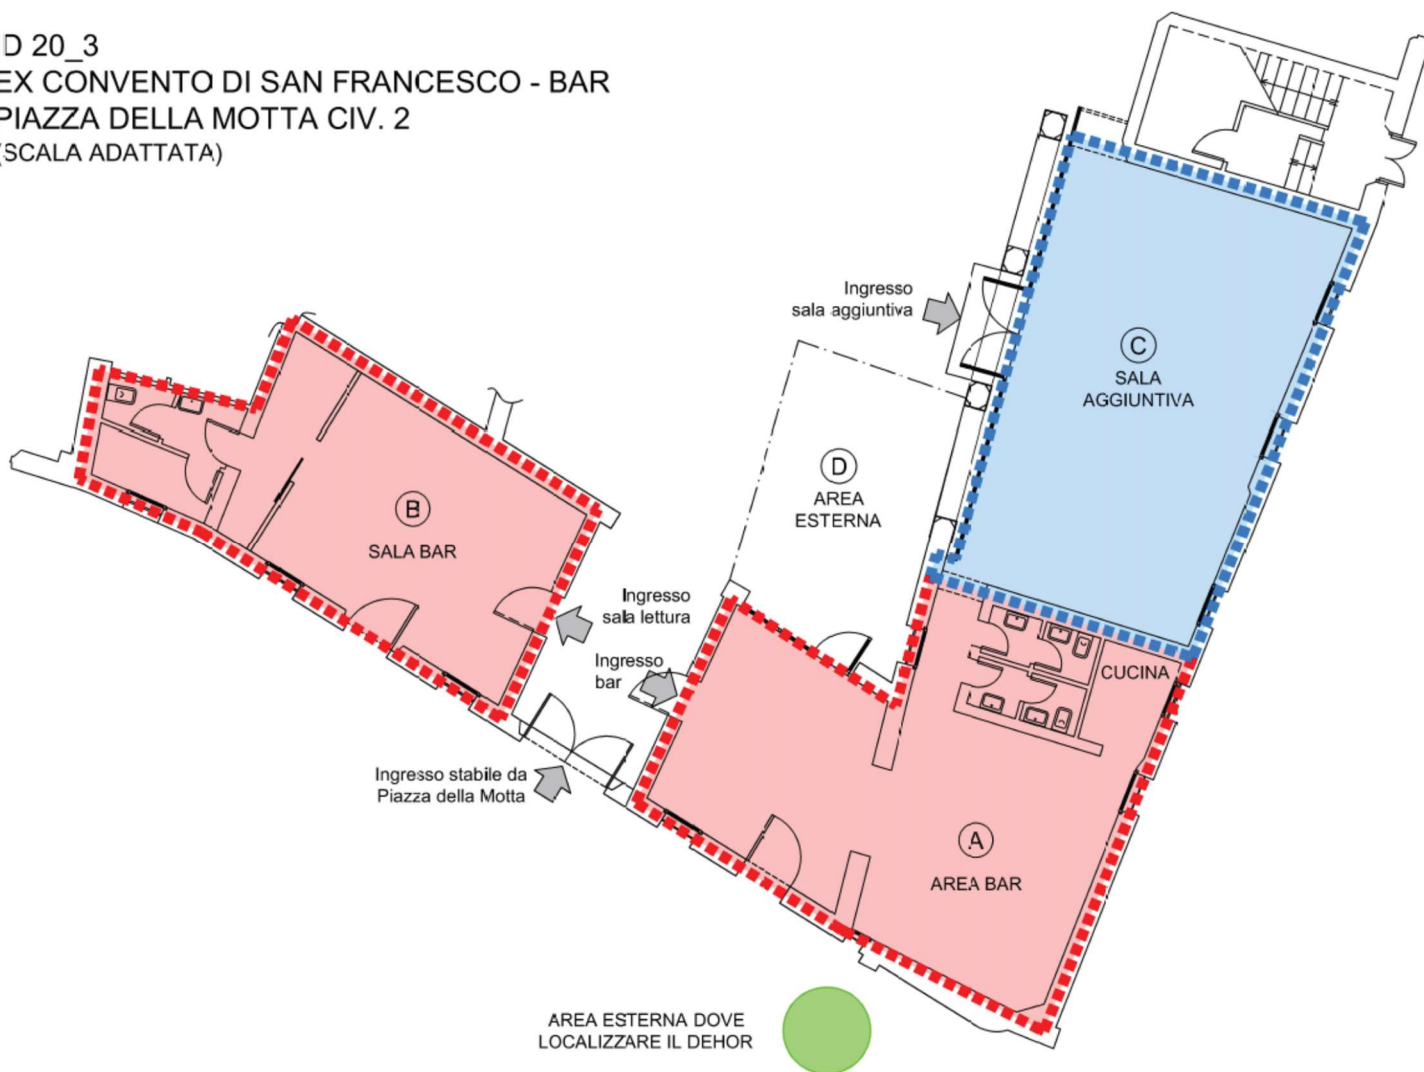 ID 20_3
EX CONVENTO DI SAN FRANCESCO - BAR
PIAZZA DELLA MOTTA CIV. 2
(SCALA ADATTATA)
Ingresso
sala aggiuntiva
C
SALA
AGGIUNTIVA
D
AREA
ESTERNA
B
SALA BAR
Ingresso
sala lettura
Ingresso
bar
CUCINA
Ingresso stabile da
Piazza della Motta
A
AREA BAR
AREA ESTERNA DOVE
LOCALIZZARE IL DEHOR